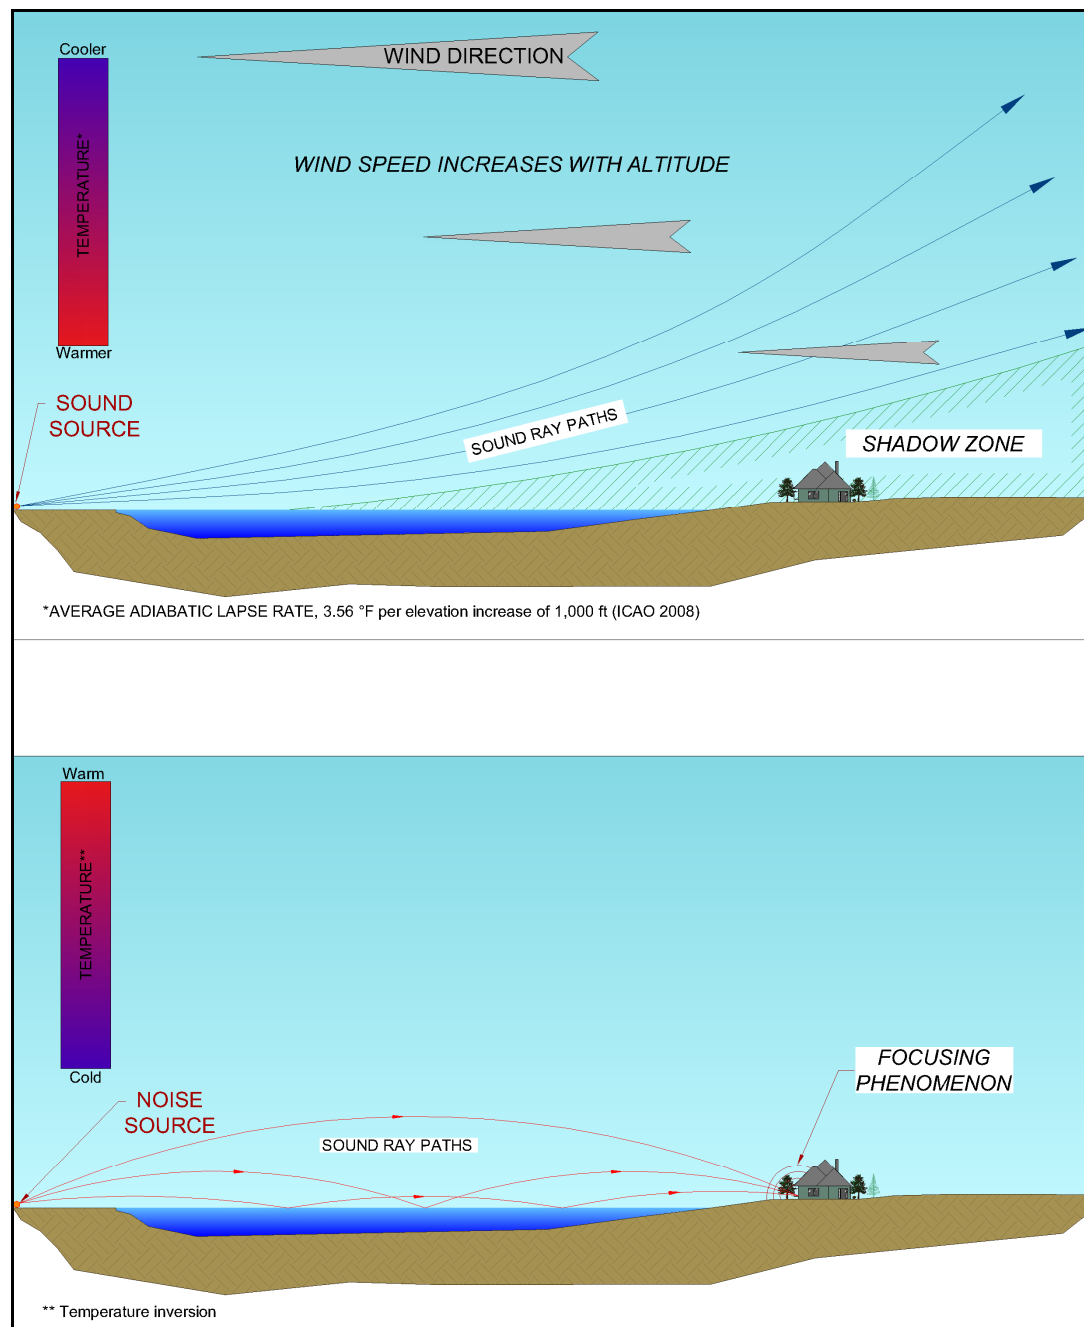 Cooler
WIND DIRECTION
TEMPERATURE*
WIND SPEED INCREASES WITH ALTITUDE
Warmer
SOUND
SOURCE
SOUND RAY PATHS
SHADOW ZONE
*AVERAGE ADIABATIC LAPSE RATE, 3.56 °F per elevation increase of 1,000 ft (ICAO 2008)
Warm
TEMPERATURE**
Cold
FOCUSING
PHENOMENON
NOISE
SOURCE
SOUND RAY PATHS
** Temperature inversion